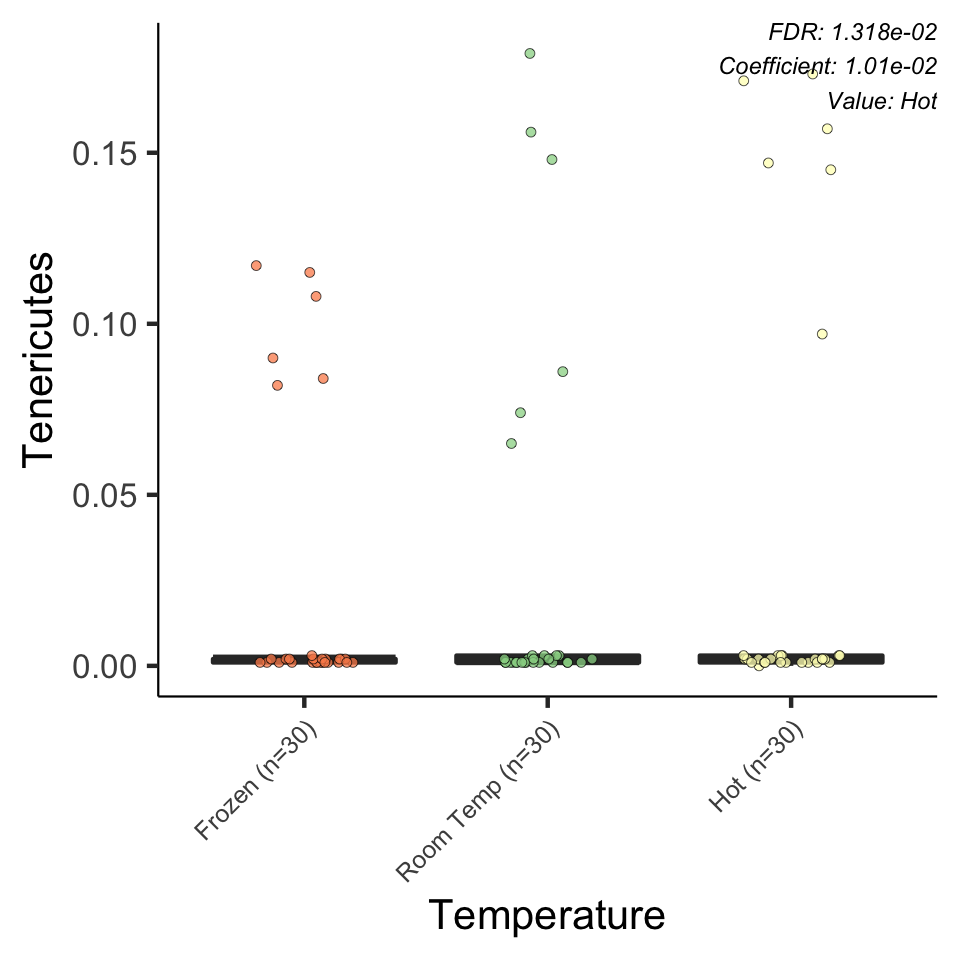 FDR: 1.318e-02
Coefficient: 1.01e-02
Value: Hot
Tenericutes
0.15
0.10
0.05
0.00
Frozen (n=30)
Room Temp (n=30)
Hot (n=30)
Temperature